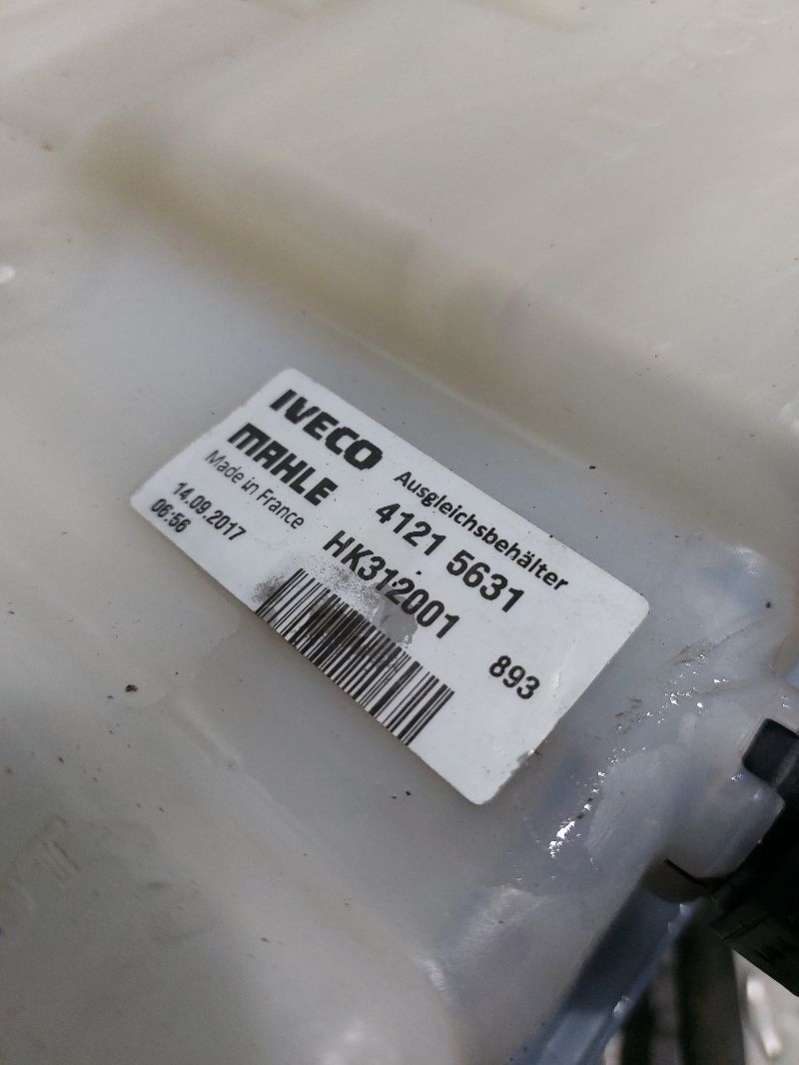 IVECO
MAHLE
Made in France
14.09.2017
06:56
Ausgleichsbehälter
4121 5631
HK312001
893